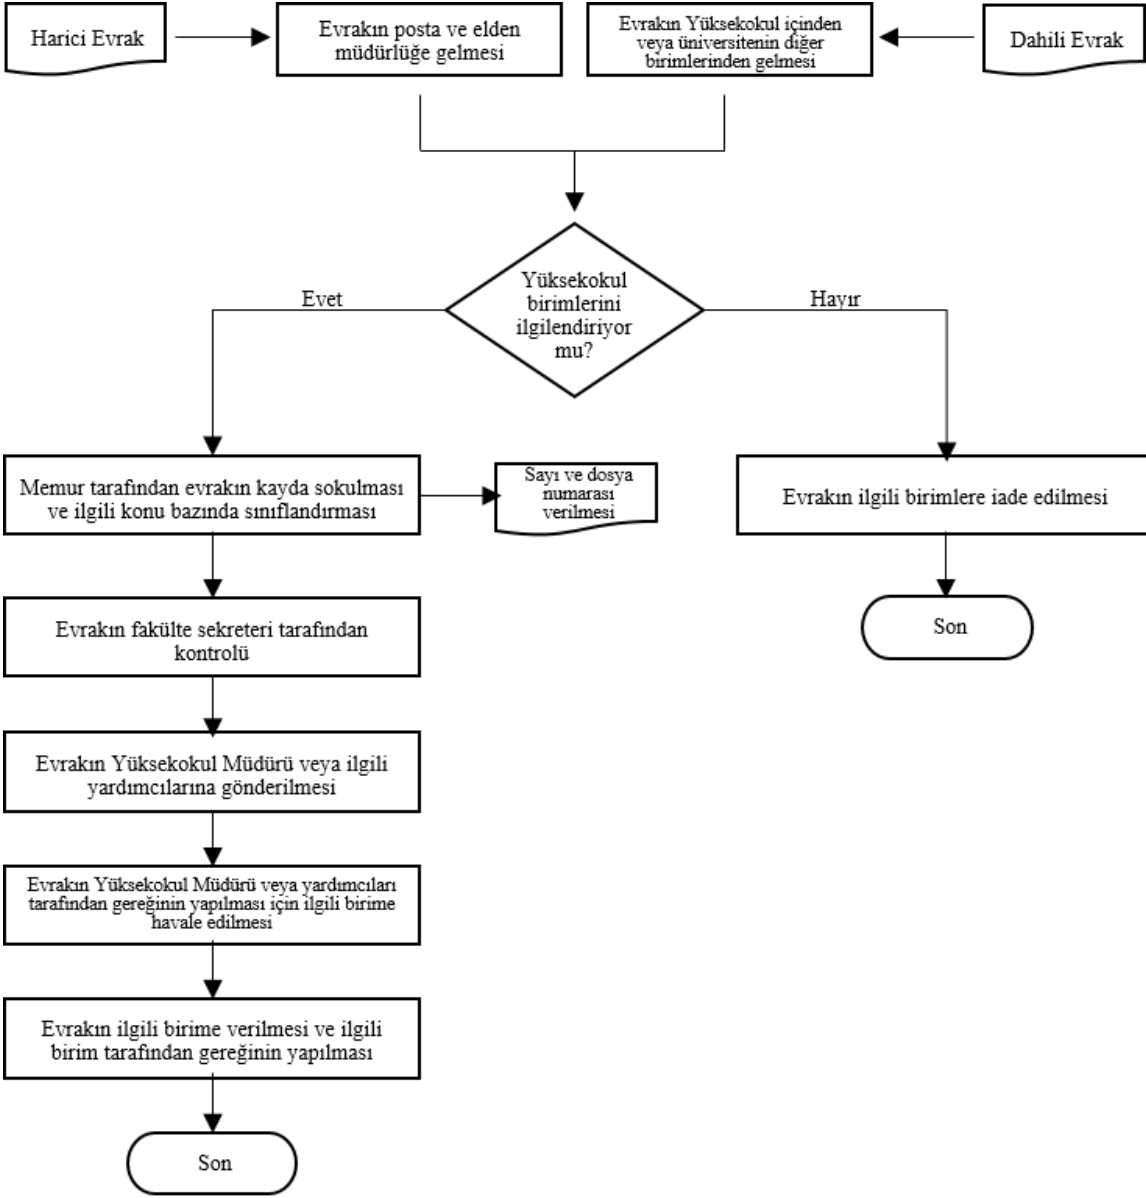 Harici Evrak
Evrakın posta ve elden
müdürlüğe gelmesi
Evrakın Yüksekokul içinden
veya üniversitenin diğer
birimlerinden gelmesi
Dahili Evrak
Yüksekokul
birimlerini
ilgilendiriyor
mu?
Evet
Hayır
Memur tarafından evrakın kayda sokulması
ve ilgili konu bazında sınıflandırması
Sayı ve dosya
numarası
verilmesi
Evrakın ilgili birimlere iade edilmesi
Evrakın fakülte sekreteri tarafından
kontrolü
Son
Evrakın Yüksekokul Müdürü veya ilgili
yardımcılarına gönderilmesi
Evrakın Yüksekokul Müdürü veya yardımcıları
tarafından gereğinin yapılması için ilgili birime
havale edilmesi
Evrakın ilgili birime verilmesi ve ilgili
birim tarafından gereğinin yapılması
Son